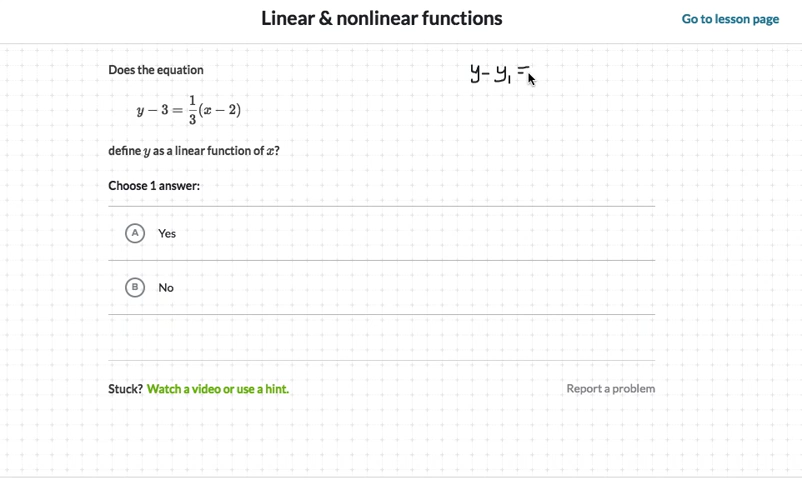 Linear & nonlinear functions
Go to lesson page
Does the equation
y − y₁ =
y − 3 = 1/3(x − 2)
define y as a linear function of x?
Choose 1 answer:
A Yes
B No
Stuck? Watch a video or use a hint.
Report a problem